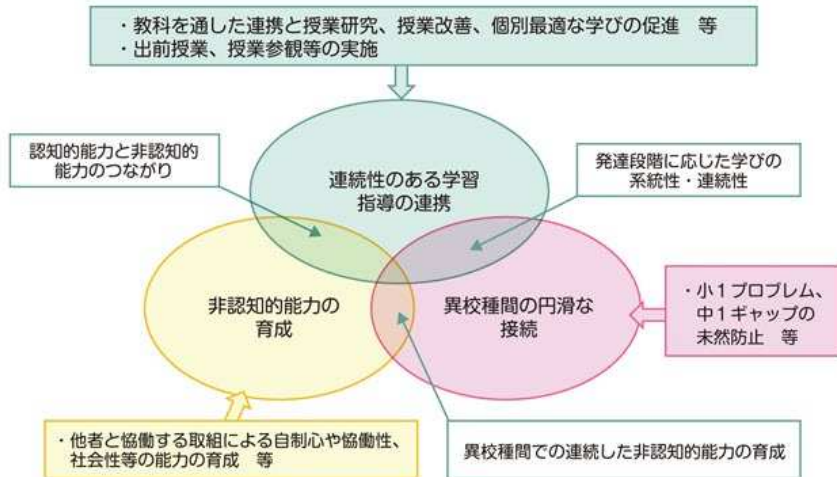 ・教科を通した連携と授業研究、授業改善、個別最適な学びの促進　等
・出前授業、授業参観等の実施
認知的能力と非認知的
能力のつながり
連続性のある学習
指導の連携
発達段階に応じた学びの
系統性・連続性
非認知的能力の
育成
異校種間の円滑な
接続
・小１プロブレム、
中１ギャップの
未然防止　等
・他者と協働する取組による自制心や協働性、
社会性等の能力の育成　等
異校種間での連続した非認知的能力の育成